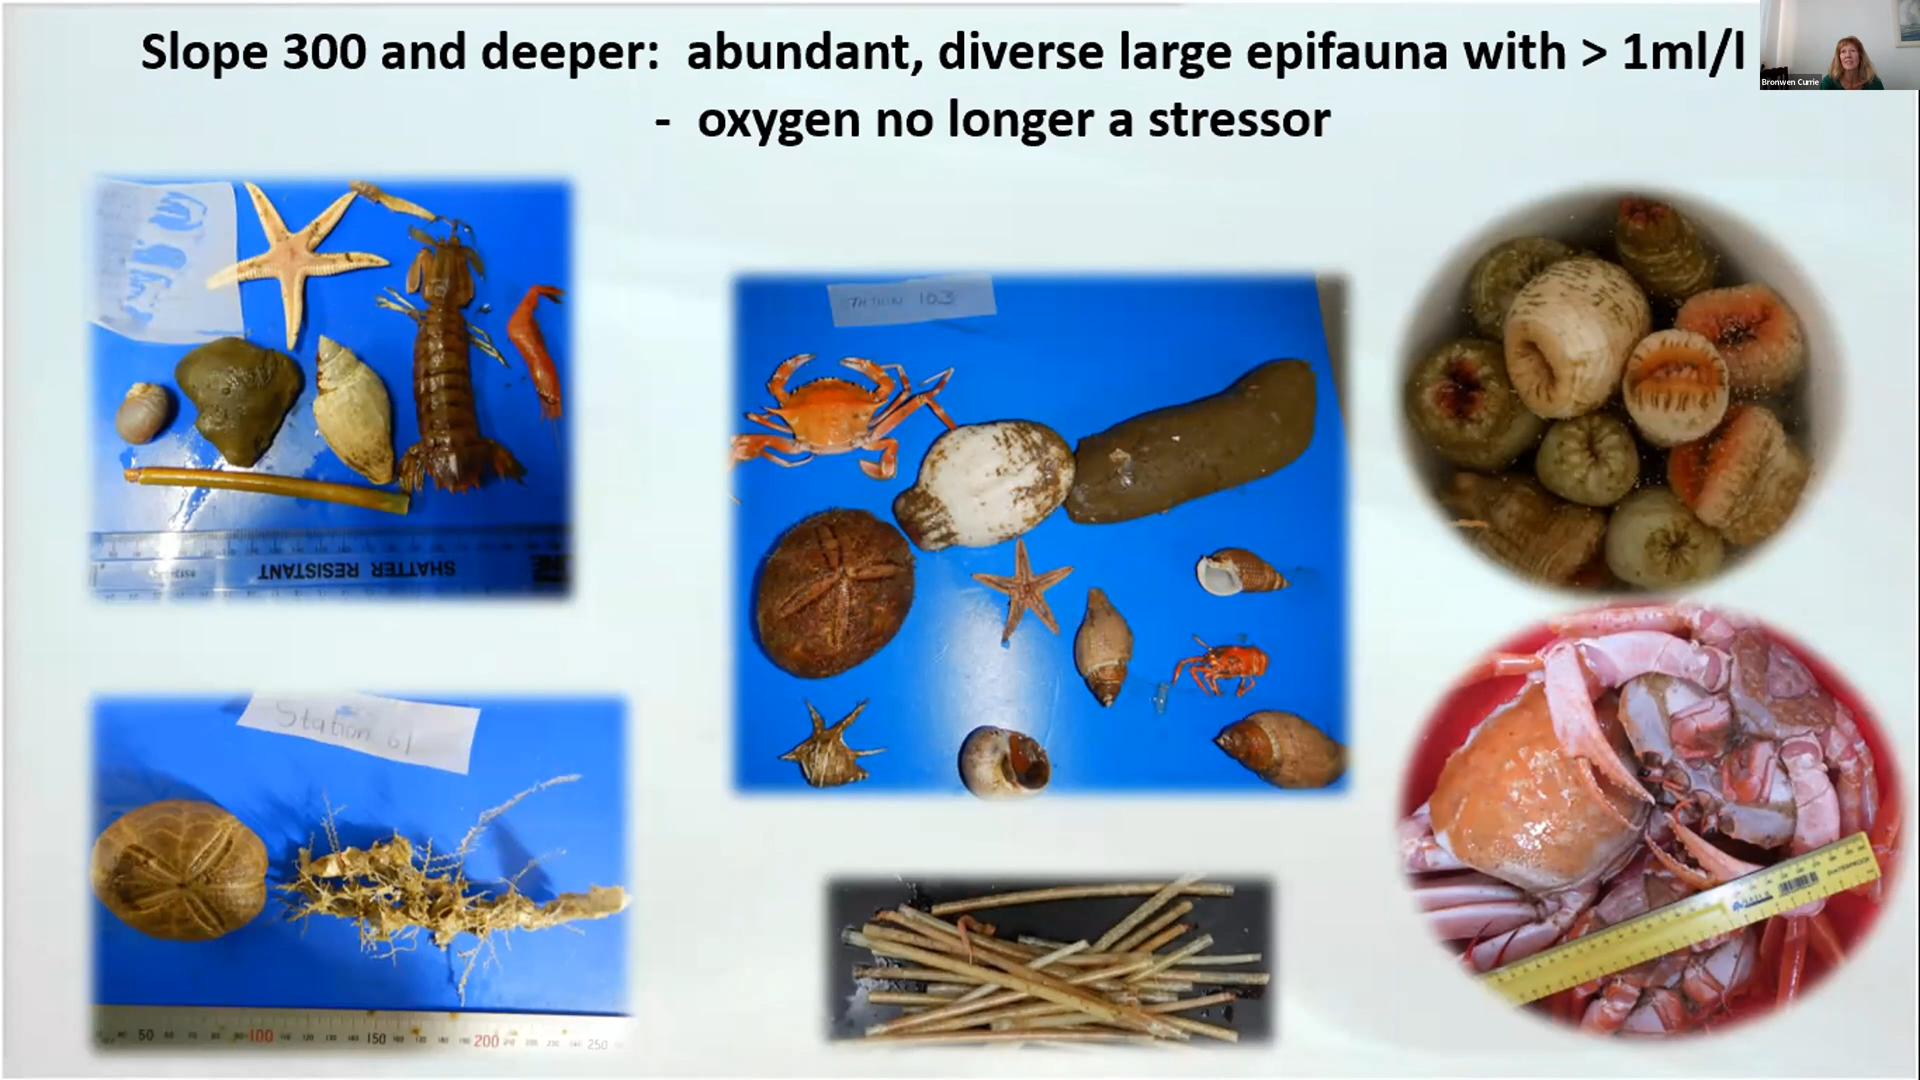 Slope 300 and deeper: abundant, diverse large epifauna with > 1ml/l
- oxygen no longer a stressor
Bronwen Currie
SHATTER RESISTANT
Station 61
50 100 150 200 250